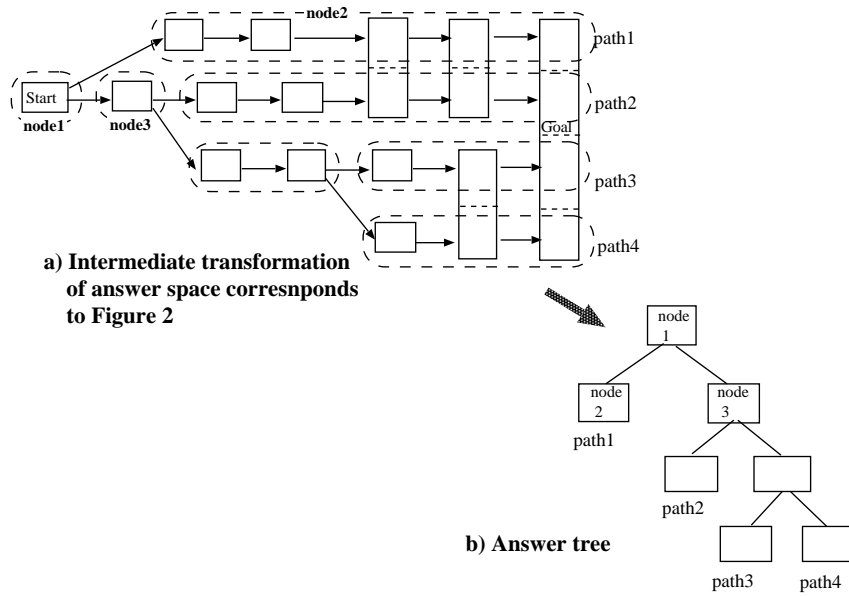 node2
path1
Start
node1
node3
path2
Goal
path3
path4
a) Intermediate transformation
of answer space corresnponds
to Figure 2
node
1
node
2
node
3
path1
path2
b) Answer tree
path3
path4